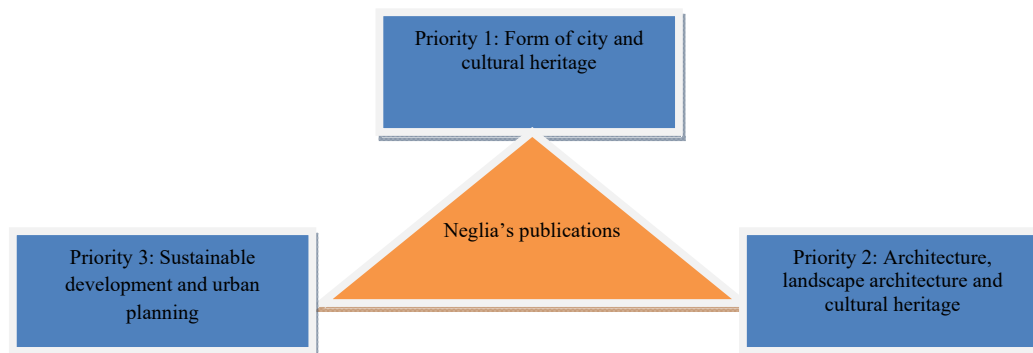 Priority 1: Form of city and
cultural heritage
Neglia’s publications
Priority 3: Sustainable
development and urban
planning
Priority 2: Architecture,
landscape architecture and
cultural heritage